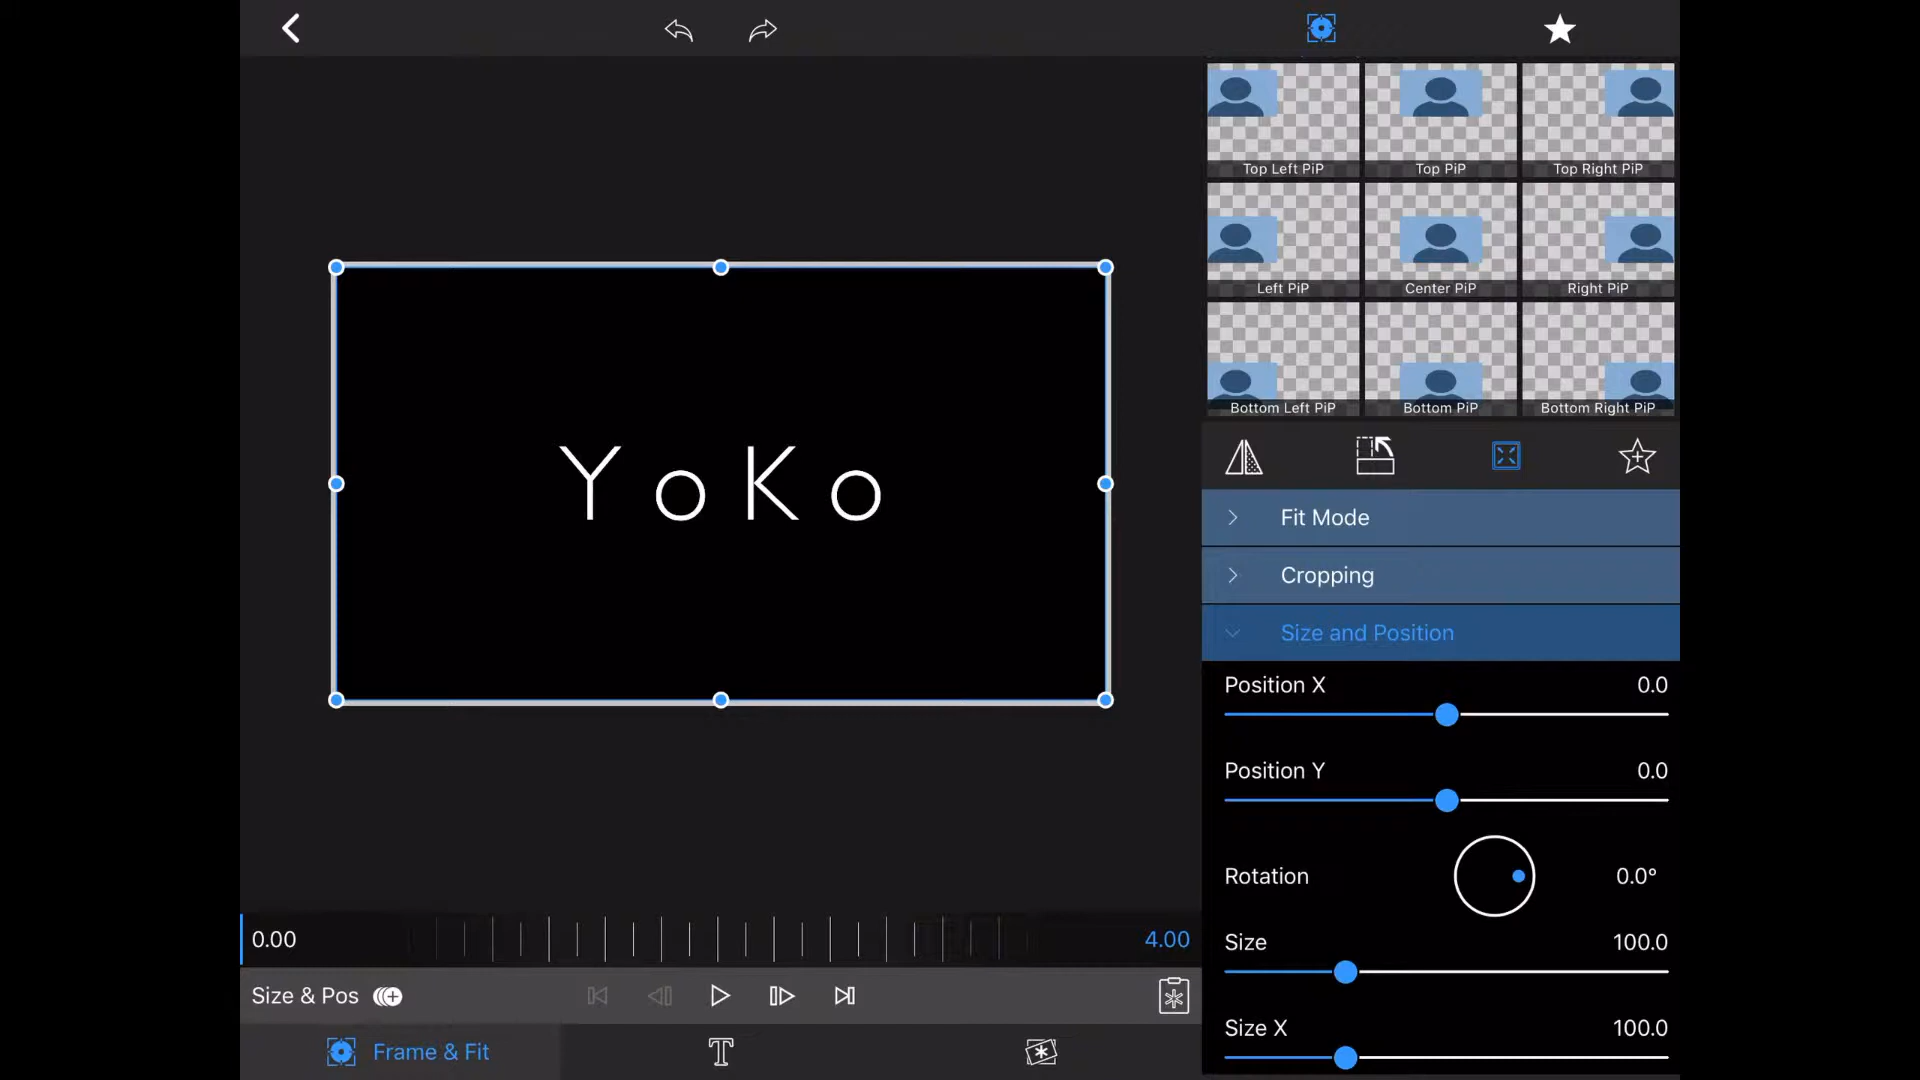 Top Left PiP
Top PiP
Top Right PiP
Left PiP
Center PiP
Right PiP
Bottom Left PiP
Bottom PiP
Bottom Right PiP
YoKo
Fit Mode
Cropping
Size and Position
Position X 0.0
Position Y 0.0
Rotation 0.0°
Size 100.0
Size X 100.0
0.00 4.00
Size & Pos
Frame & Fit
T